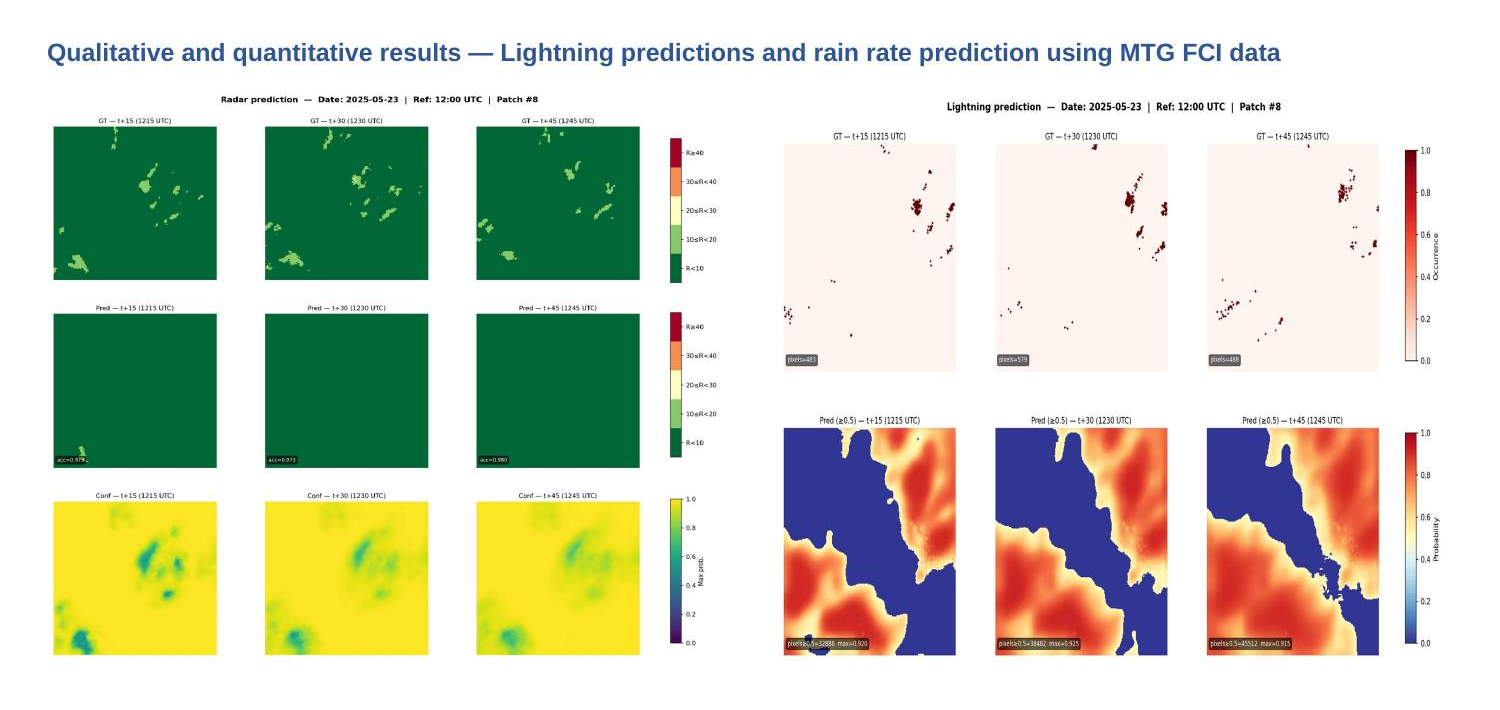 Qualitative and quantitative results — Lightning predictions and rain rate prediction using MTG FCI data
Radar prediction — Date: 2025-05-23 | Ref: 12:00 UTC | Patch #8
GT — t+15 (1215 UTC)
GT — t+30 (1230 UTC)
GT — t+45 (1245 UTC)
R≥40
30≤R<40
20≤R<30
10≤R<20
R<10
Pred — t+15 (1215 UTC)
Pred — t+30 (1230 UTC)
Pred — t+45 (1245 UTC)
acc=0.979
acc=0.973
acc=0.980
R≥40
30≤R<40
20≤R<30
10≤R<20
R<10
Conf — t+15 (1215 UTC)
Conf — t+30 (1230 UTC)
Conf — t+45 (1245 UTC)
1.0
0.8
0.6
0.4
0.2
0.0
Max prob.
Lightning prediction — Date: 2025-05-23 | Ref: 12:00 UTC | Patch #8
GT — t+15 (1215 UTC)
GT — t+30 (1230 UTC)
GT — t+45 (1245 UTC)
pixels=483
pixels=579
pixels=488
1.0
0.8
0.6
0.4
0.2
0.0
Occurrence
Pred (≥0.5) — t+15 (1215 UTC)
Pred (≥0.5) — t+30 (1230 UTC)
Pred (≥0.5) — t+45 (1245 UTC)
pixels≥0.5=32886 max=0.920
pixels≥0.5=38482 max=0.925
pixels≥0.5=45512 max=0.915
1.0
0.8
0.6
0.4
0.2
0.0
Probability